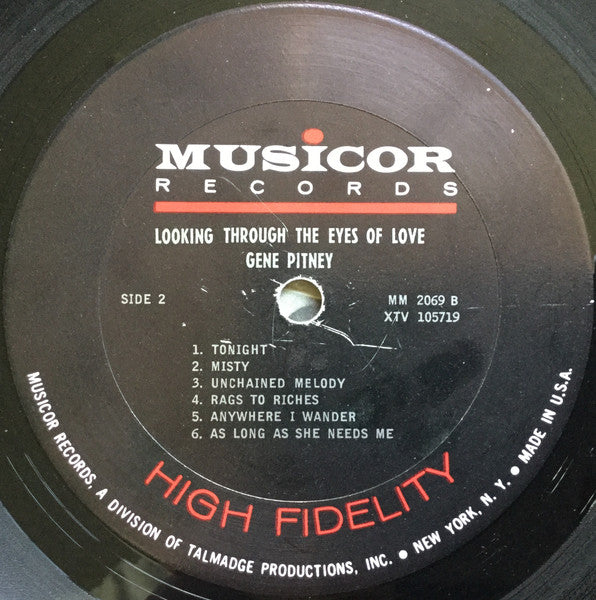 MUSICOR
RECORDS
LOOKING THROUGH THE EYES OF LOVE
GENE PITNEY
SIDE 2
MM 2069 B
XTV 105719
1. TONIGHT
2. MISTY
3. UNCHAINED MELODY
4. RAGS TO RICHES
5. ANYWHERE I WANDER
6. AS LONG AS SHE NEEDS ME
HIGH FIDELITY
MUSICOR RECORDS, A DIVISION OF TALMADGE PRODUCTIONS, INC. ● NEW YORK, N. Y. ● MADE IN U.S.A.